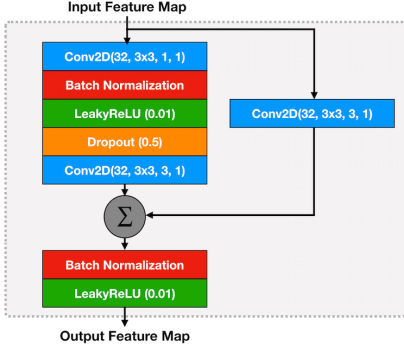 Input Feature Map
Conv2D(32, 3x3, 1, 1)
Batch Normalization
LeakyReLU (0.01)
Dropout (0.5)
Conv2D(32, 3x3, 3, 1)
Conv2D(32, 3x3, 3, 1)
Σ
Batch Normalization
LeakyReLU (0.01)
Output Feature Map